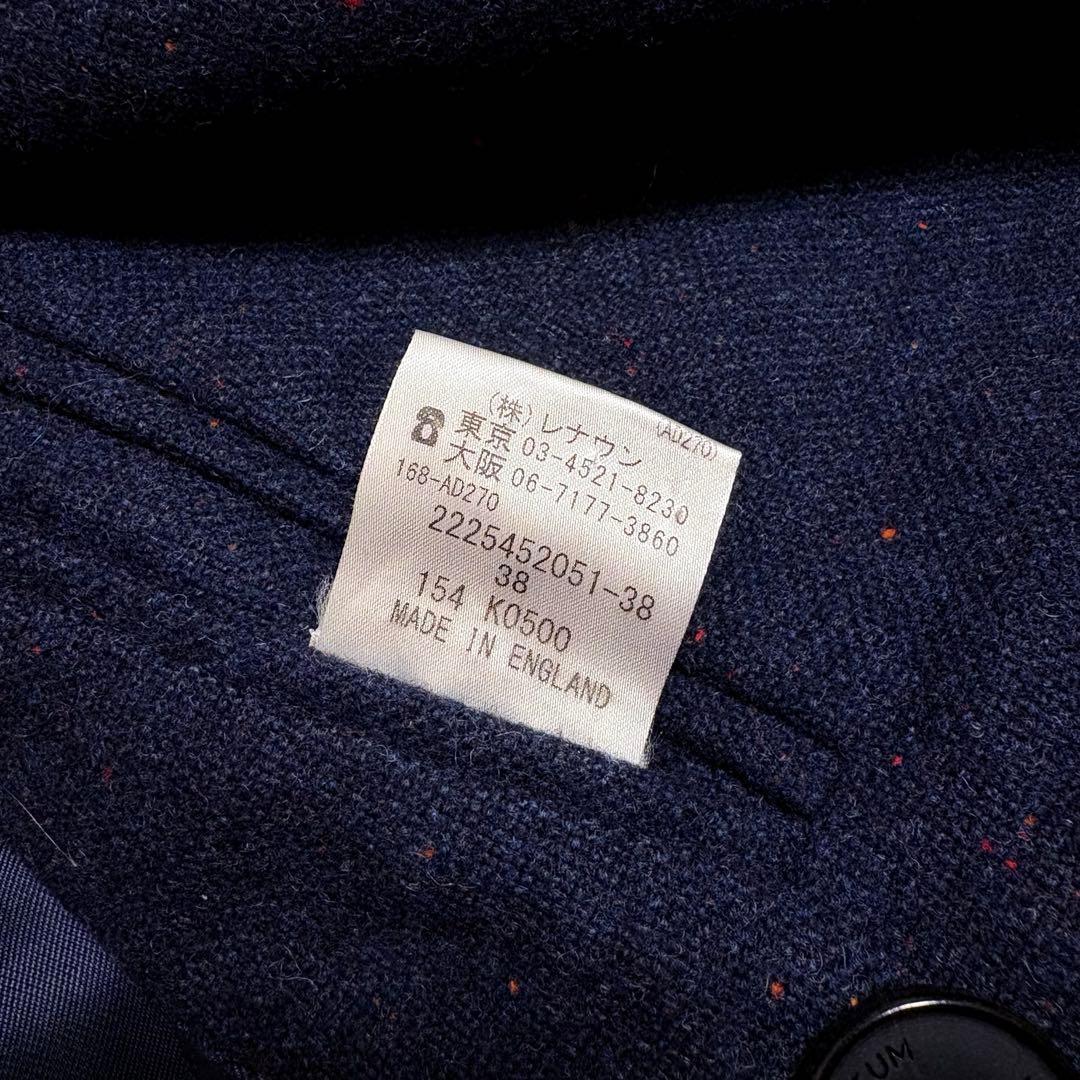 (AD270)
(株)レナウン
☎ 東京 03-4521-8230
大阪 06-7177-3860
168-AD270
2225452051-38
38
154 K0500
MADE IN ENGLAND